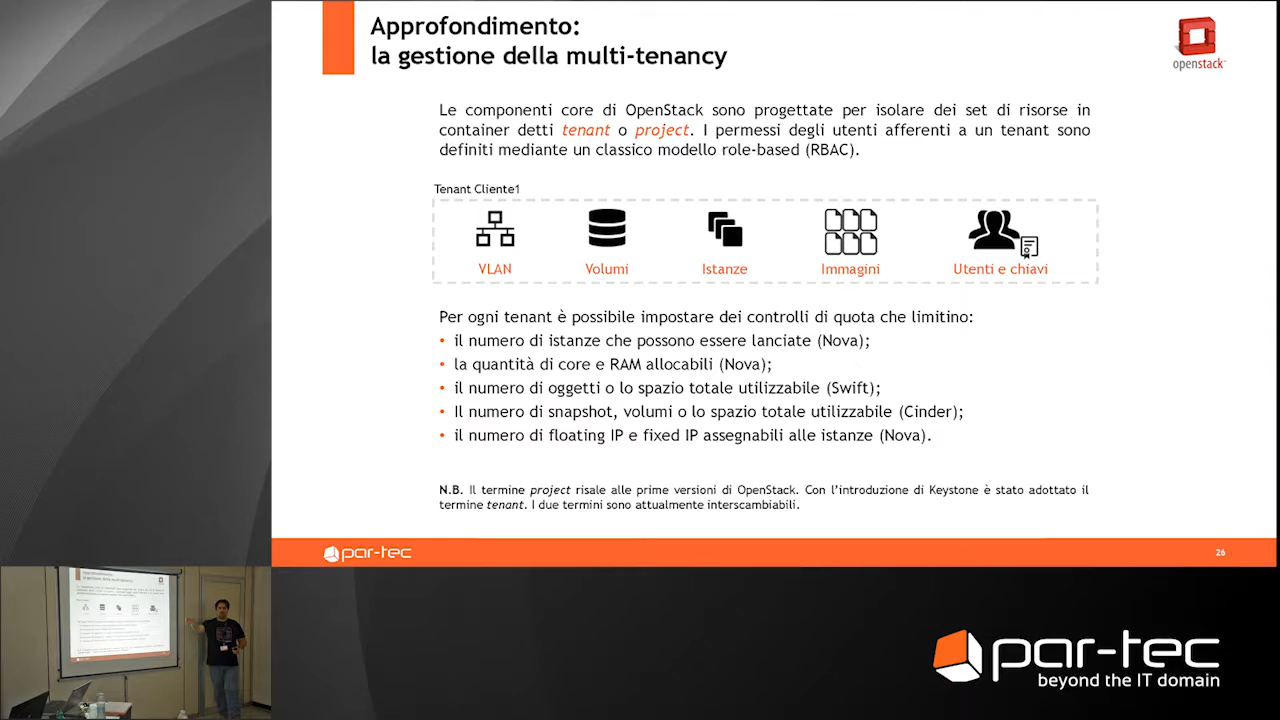 Approfondimento:
la gestione della multi-tenancy
openstack
Le componenti core di OpenStack sono progettate per isolare dei set di risorse in
container detti tenant o project. I permessi degli utenti afferenti a un tenant sono
definiti mediante un classico modello role-based (RBAC).
Tenant Cliente1
VLAN
Volumi
Istanze
Immagini
Utenti e chiavi
Per ogni tenant è possibile impostare dei controlli di quota che limitino:
• il numero di istanze che possono essere lanciate (Nova);
• la quantità di core e RAM allocabili (Nova);
• il numero di oggetti o lo spazio totale utilizzabile (Swift);
• Il numero di snapshot, volumi o lo spazio totale utilizzabile (Cinder);
• il numero di floating IP e fixed IP assegnabili alle istanze (Nova).
N.B. Il termine project risale alle prime versioni di OpenStack. Con l'introduzione di Keystone è stato adottato il
termine tenant. I due termini sono attualmente interscambiabili.
par-tec
26
par-tec
beyond the IT domain